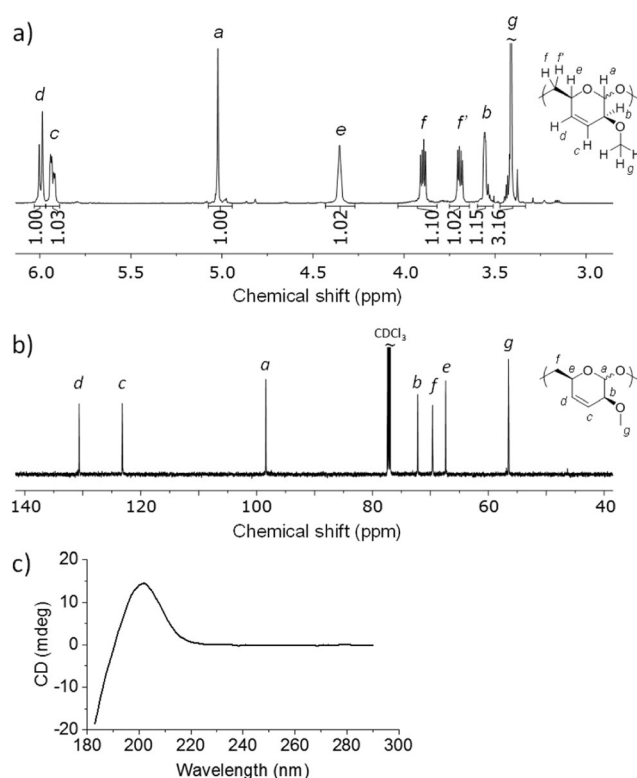 a)
g
~
d
c
a
e
f
f'
b
f f'
H H H H O O
e a
H b
H O
d H
c H H
H
g
1.00
1.03
1.00
1.02
1.10
1.02
1.15
3.16
6.0 5.5 5.0 4.5 4.0 3.5 3.0
Chemical shift (ppm)
b)
CDCl₃
~
d
c
a
b
f
e
g
f e O a O
d c b
O
g
140 120 100 80 60 40
Chemical shift (ppm)
c)
20
10
0
-10
-20
CD (mdeg)
180 200 220 240 260 280 300
Wavelength (nm)